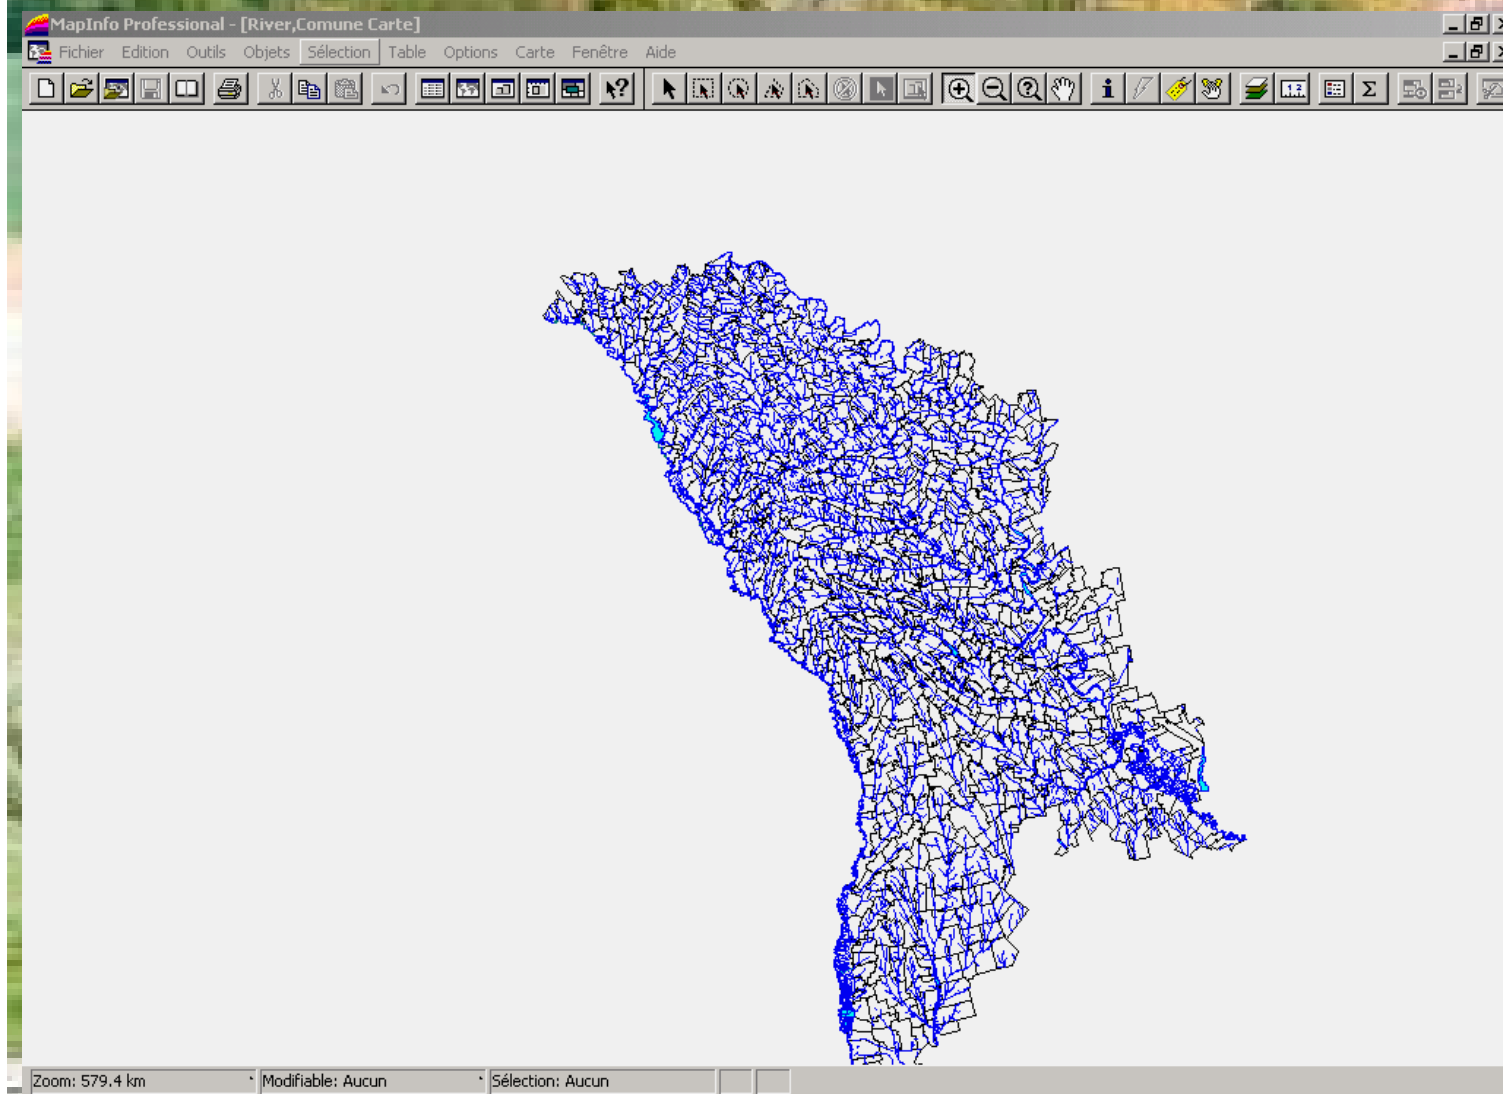 MapInfo Professional - [River,Comune Carte]
Fichier Edition Outils Objets Sélection Table Options Carte Fenêtre Aide
Zoom: 579.4 km Modifiable: Aucun Sélection: Aucun